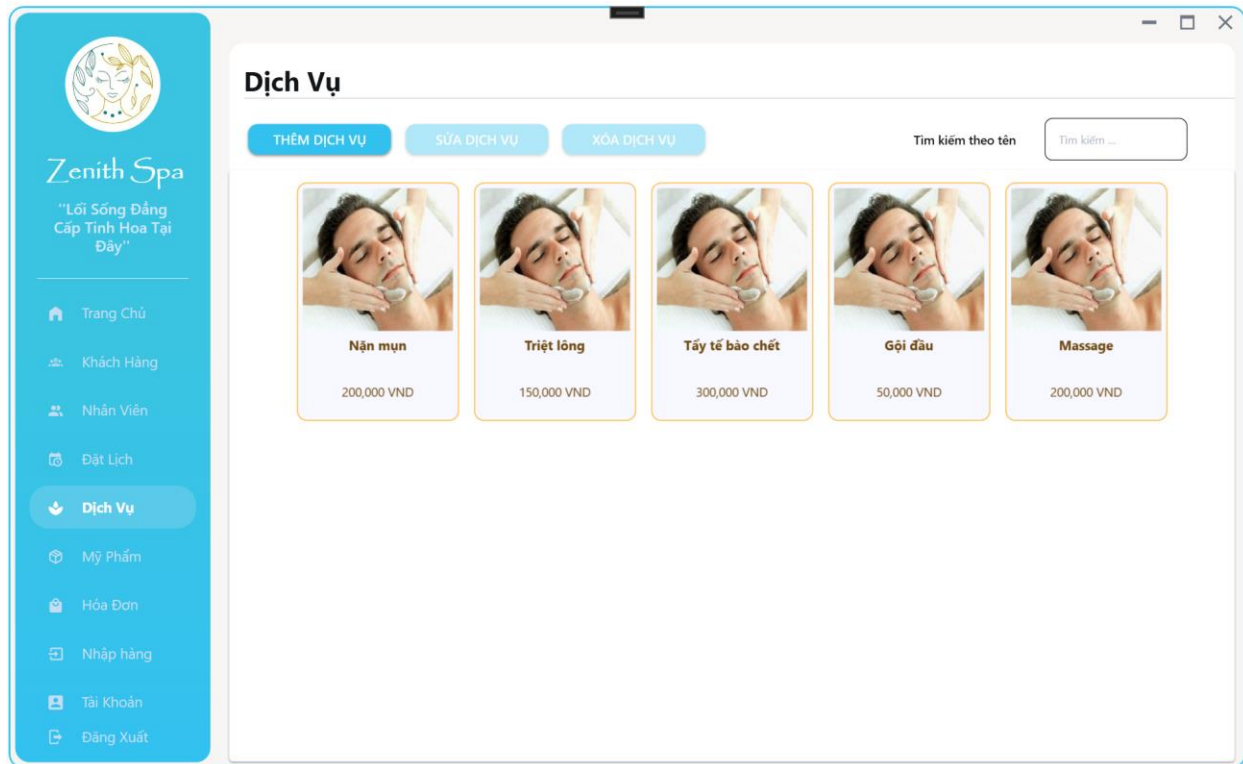 Zenith Spa
"Lối Sống Đẳng
Cấp Tinh Hoa Tại
Đây"
Trang Chủ
Khách Hàng
Nhân Viên
Đặt Lịch
Dịch Vụ
Mỹ Phẩm
Hóa Đơn
Nhập hàng
Tài Khoản
Đăng Xuất
Dịch Vụ
THÊM DỊCH VỤ SỬA DỊCH VỤ XÓA DỊCH VỤ Tìm kiếm theo tên Tìm kiếm ...
Nặn mụn Triệt lông Tẩy tế bào chết Gội đầu Massage
200,000 VND 150,000 VND 300,000 VND 50,000 VND 200,000 VND